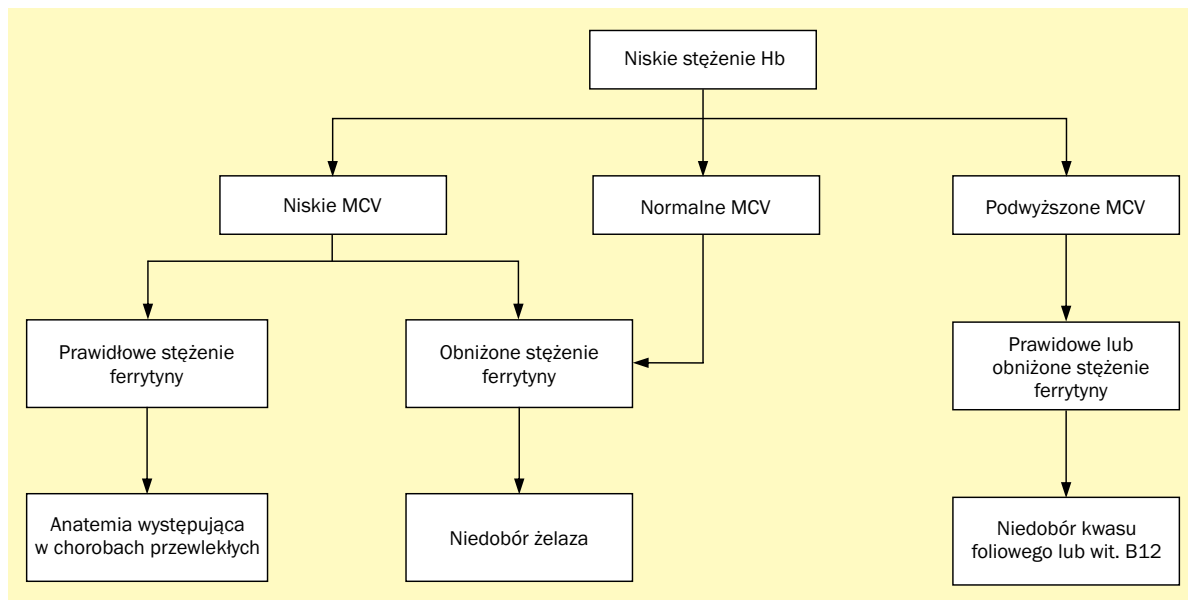 Niskie stężenie Hb
Niskie MCV
Normalne MCV
Podwyższone MCV
Prawidłowe stężenie
ferrytyny
Obniżone stężenie
ferrytyny
Prawidowe lub
obniżone stężenie
ferrytyny
Anatemia występująca
w chorobach przewlekłych
Niedobór żelaza
Niedobór kwasu
foliowego lub wit. B12